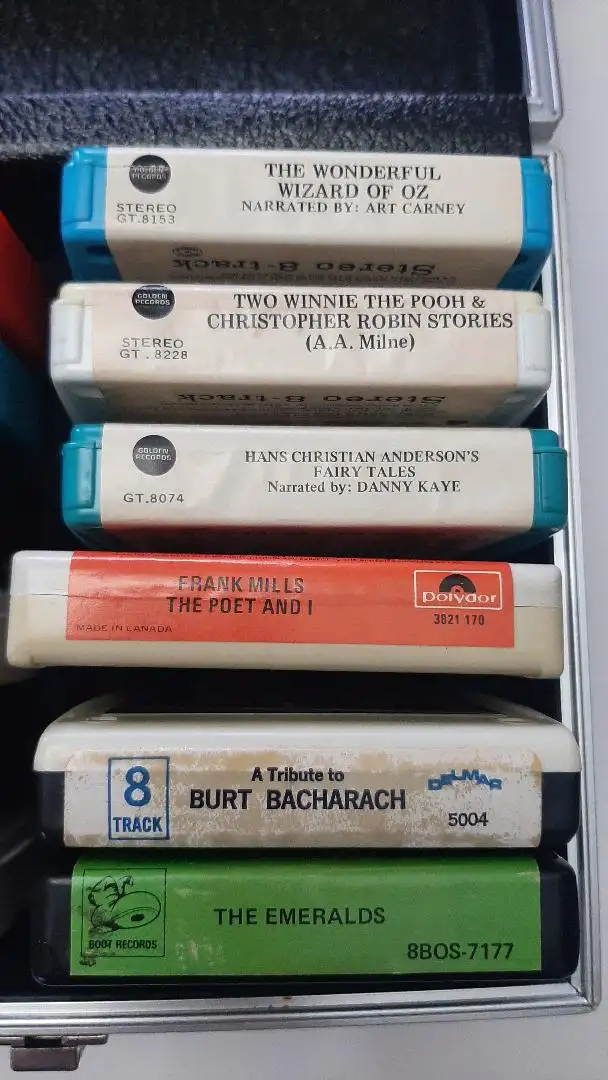 GOLDEN
RECORDS
STEREO
GT.8153
THE WONDERFUL
WIZARD OF OZ
NARRATED BY: ART CARNEY
Stereo 8-track
GOLDEN
RECORDS
STEREO
GT.8228
TWO WINNIE THE POOH &
CHRISTOPHER ROBIN STORIES
(A.A. Milne)
Stereo 8-track
GOLDEN
RECORDS
GT.8074
HANS CHRISTIAN ANDERSON'S
FAIRY TALES
Narrated by: DANNY KAYE
FRANK MILLS
THE POET AND I
MADE IN CANADA
polydor
3821 170
8
TRACK
A Tribute to
BURT BACHARACH
DELMAR
5004
BOOT RECORDS
THE EMERALDS
8BOS-7177